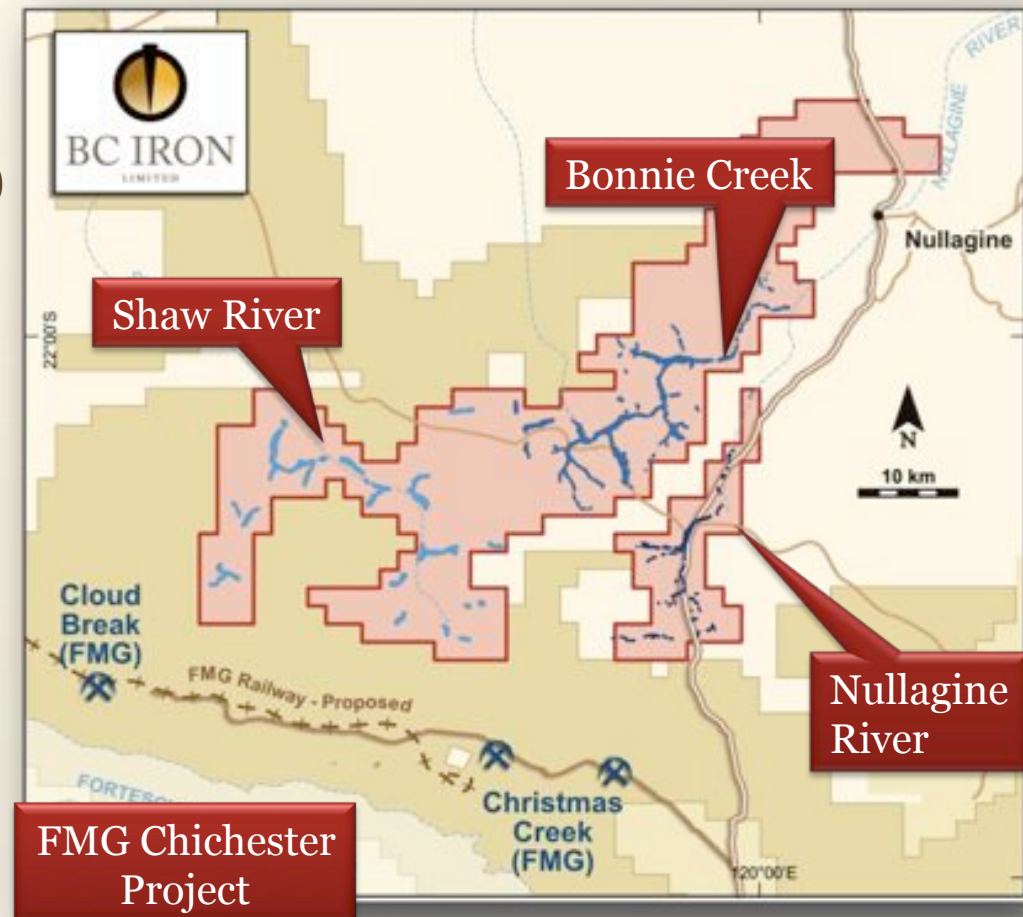 )
BC IRON
LIMITED
RIVER
NULLAGINE
Bonnie Creek
Nullagine
Shaw River
22°00'S
N
10 km
Cloud
Break
(FMG)
FMG Railway - Proposed
Nullagine
River
Christmas
Creek
(FMG)
120°00'E
FMG Chichester
Project